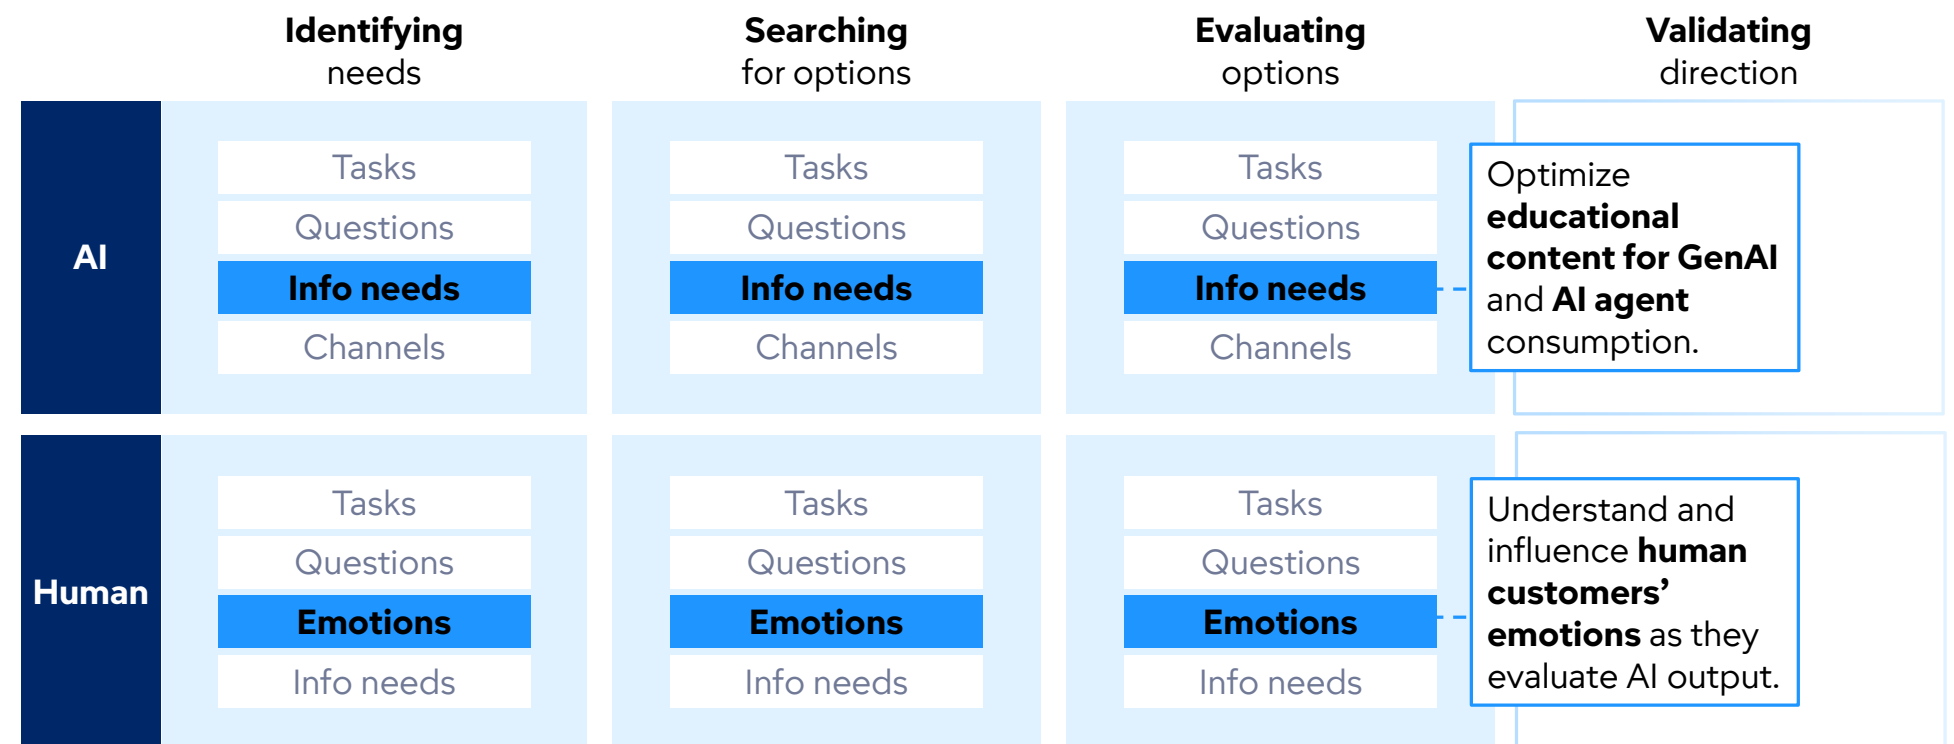 Identifying
needs
Searching
for options
Evaluating
options
Validating
direction
AI
Tasks
Questions
Info needs
Channels
Tasks
Questions
Info needs
Channels
Tasks
Questions
Info needs
Channels
Optimize
educational
content for GenAI
and AI agent
consumption.
Human
Tasks
Questions
Emotions
Info needs
Tasks
Questions
Emotions
Info needs
Tasks
Questions
Emotions
Info needs
Understand and
influence human
customers’
emotions as they
evaluate AI output.